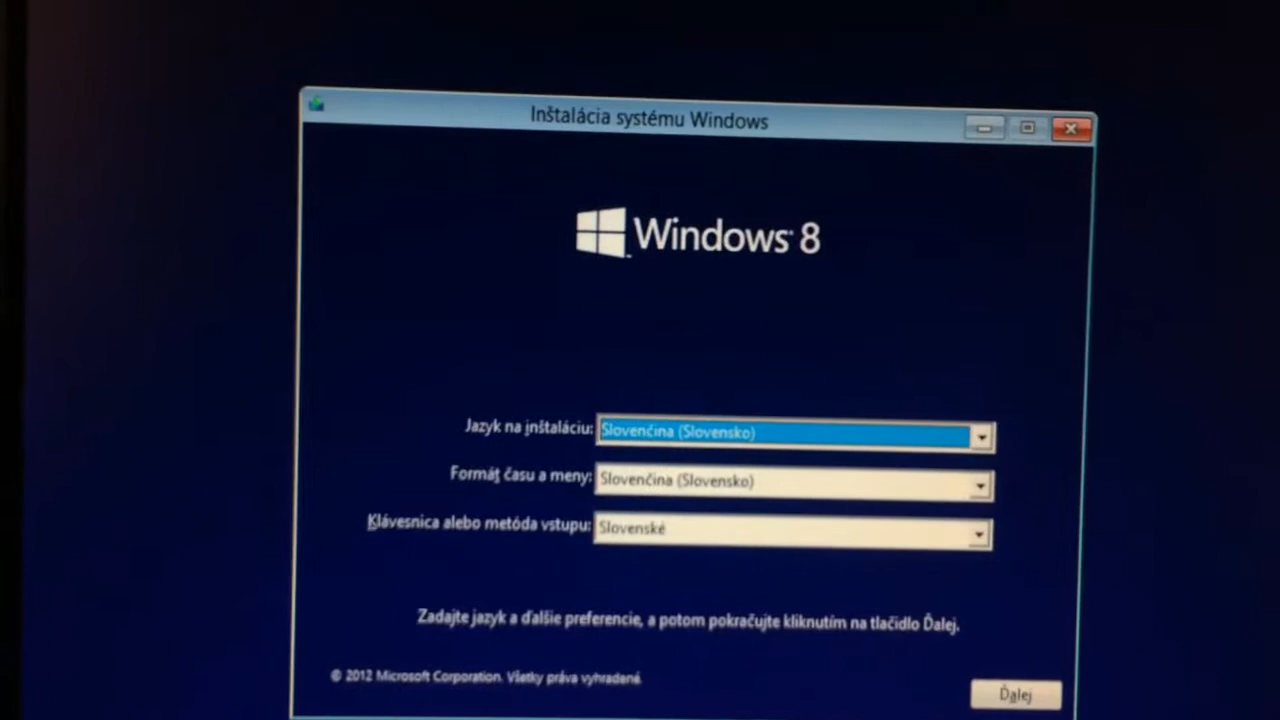 Inštalácia systému Windows
Windows 8
Jazyk na inštaláciu: Slovenčina (Slovensko)
Formát času a meny: Slovenčina (Slovensko)
Klávesnica alebo metóda vstupu: Slovenské
Zadajte jazyk a ďalšie preferencie, a potom pokračujte kliknutím na tlačidlo Ďalej.
© 2012 Microsoft Corporation. Všetky práva vyhradené.
Ďalej